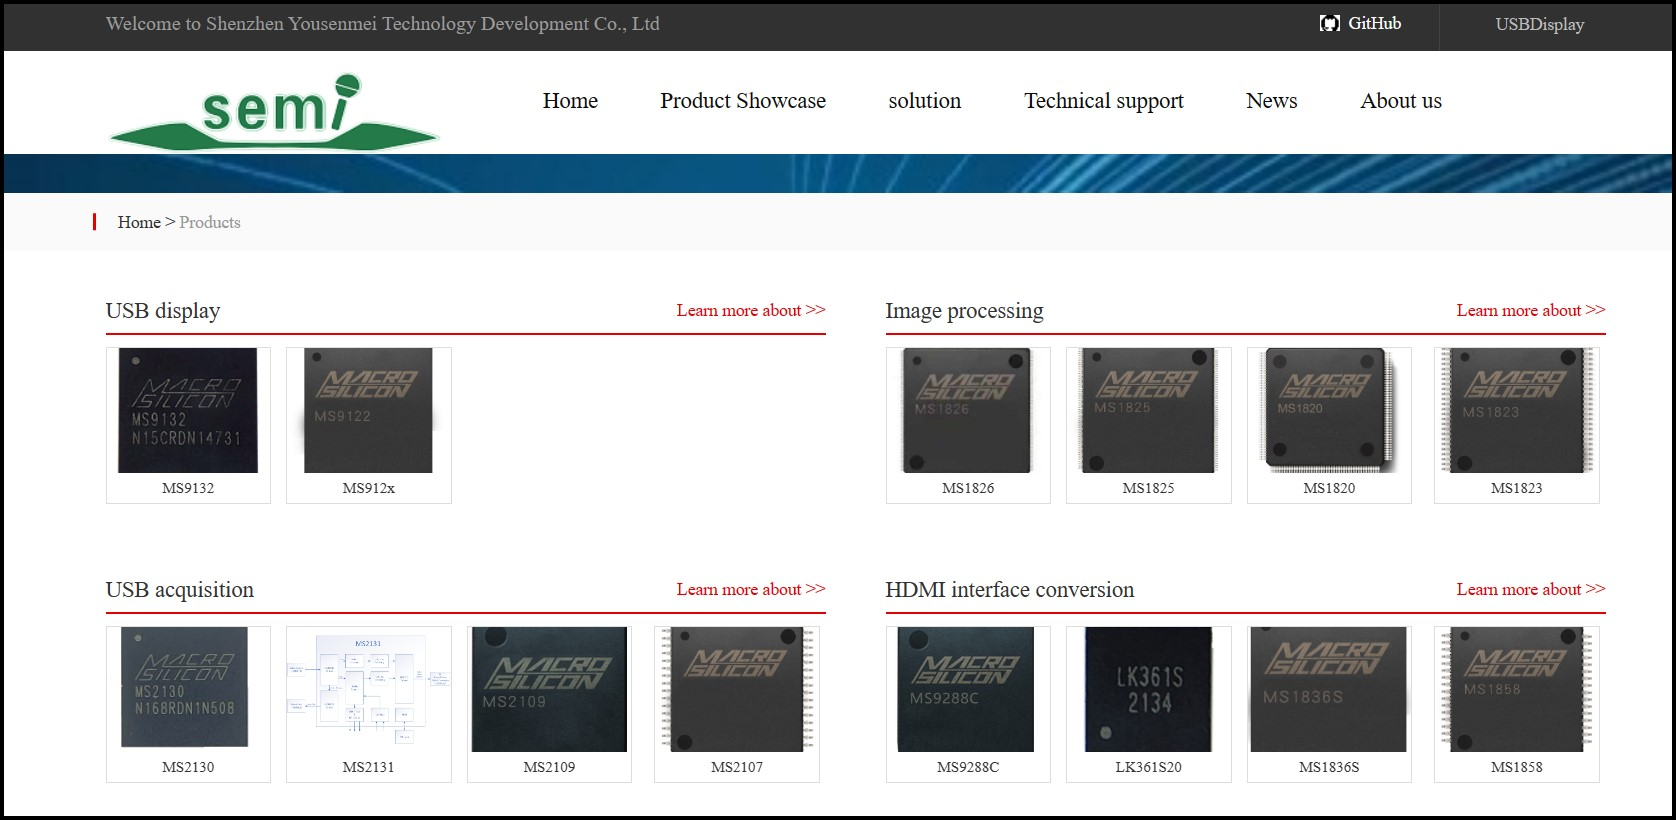 Welcome to Shenzhen Yousenmei Technology Development Co., Ltd
GitHub
USBDisplay
semi
Home
Product Showcase
solution
Technical support
News
About us
Home > Products
USB display
Learn more about >>
MACRO
SILICON
MS9132
N15CRDN14731
MS9132
MACRO
SILICON
MS9122
MS912x
Image processing
Learn more about >>
MACRO
SILICON
MS1826
MS1826
MACRO
SILICON
MS1825
MS1825
MACRO
SILICON
MS1820
MS1820
MACRO
SILICON
MS1823
MS1823
USB acquisition
Learn more about >>
MACRO
SILICON
MS2130
N168RDN1N508
MS2130
MS2131
MS2131
MACRO
SILICON
MS2109
MS2109
MACRO
SILICON
MS2107
HDMI interface conversion
Learn more about >>
MACRO
SILICON
MS9288C
MS9288C
LK361S
2134
LK361S20
MACRO
SILICON
MS1836S
MS1836S
MACRO
SILICON
MS1858
MS1858